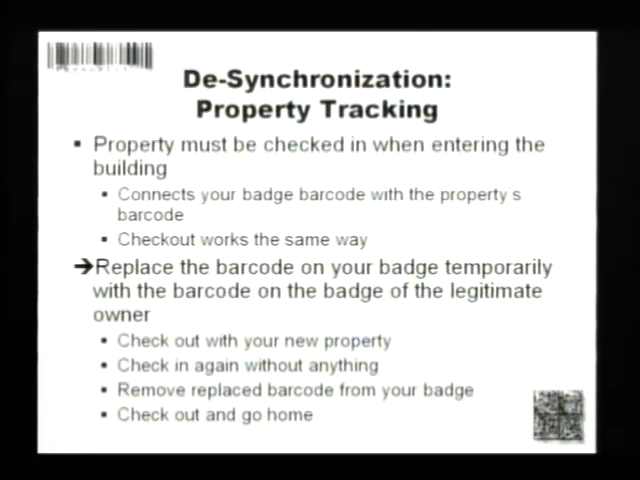 De-Synchronization:
Property Tracking
▪ Property must be checked in when entering the
building
▪ Connects your badge barcode with the property's
barcode
▪ Checkout works the same way
➔Replace the barcode on your badge temporarily
with the barcode on the badge of the legitimate
owner
▪ Check out with your new property
▪ Check in again without anything
▪ Remove replaced barcode from your badge
▪ Check out and go home